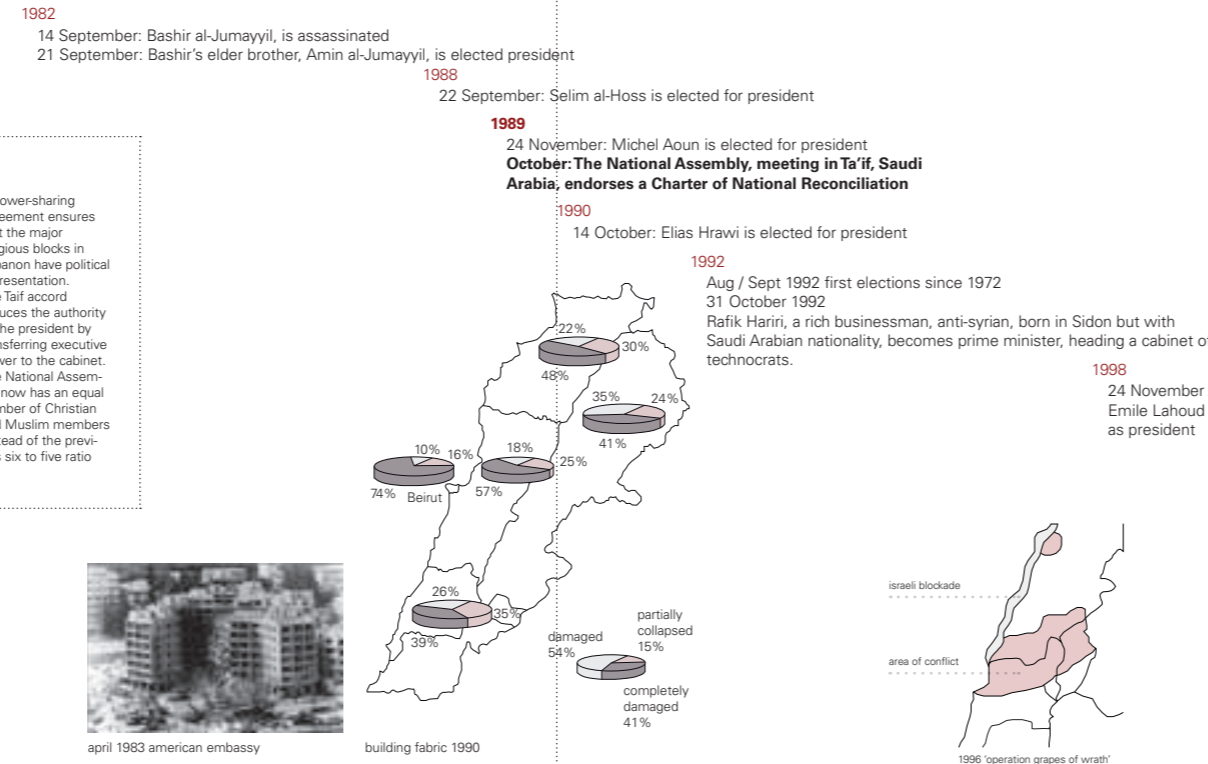 1982
14 September: Bashir al-Jumayyil, is assassinated
21 September: Bashir's elder brother, Amin al-Jumayyil, is elected president
1988
22 September: Selim al-Hoss is elected for president
1989
24 November: Michel Aoun is elected for president
October: The National Assembly, meeting in Ta'if, Saudi
Arabia, endorses a Charter of National Reconciliation
1990
14 October: Elias Hrawi is elected for president
1992
Aug / Sept 1992 first elections since 1972
31 October 1992
Rafik Hariri, a rich businessman, anti-syrian, born in Sidon but with
Saudi Arabian nationality, becomes prime minister, heading a cabinet of
technocrats.
1998
24 November
Emile Lahoud
as president
ower-sharing
eement ensures
t the major
gious blocks in
anon have political
resentation.
Taif accord
uces the authority
he president by
nsferring executive
wer to the cabinet.
National Assem-
now has an equal
mber of Christian
Muslim members
tead of the previ-
s six to five ratio
22%
30%
48%
35%
24%
41%
10%
16%
74%
Beirut
18%
25%
57%
26%
35%
39%
damaged
54%
partially
collapsed
15%
completely
damaged
41%
april 1983 american embassy
building fabric 1990
israeli blockade
area of conflict
1996 'operation grapes of wrath'